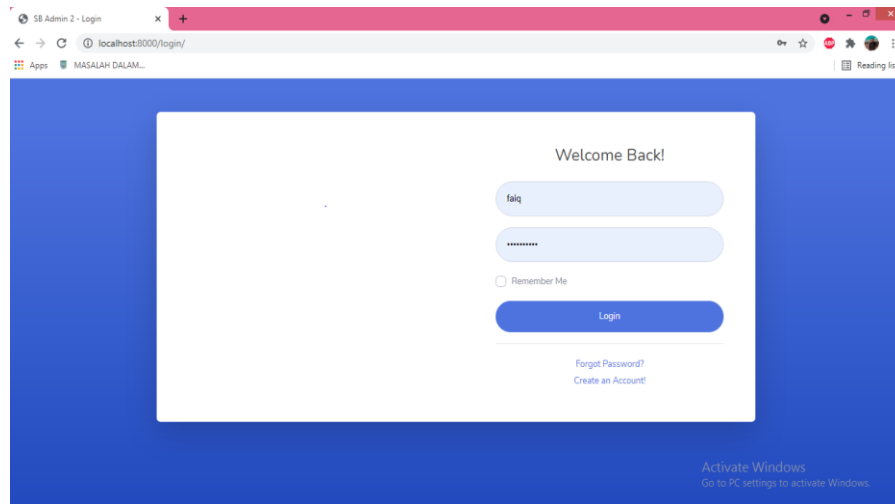 SB Admin 2 - Login
localhost:8000/login/
ABP
Apps MASALAH DALAM...
Reading lis
Welcome Back!
faiq
••••••••••
Remember Me
Login
Forgot Password?
Create an Account!
Activate Windows
Go to PC settings to activate Windows.